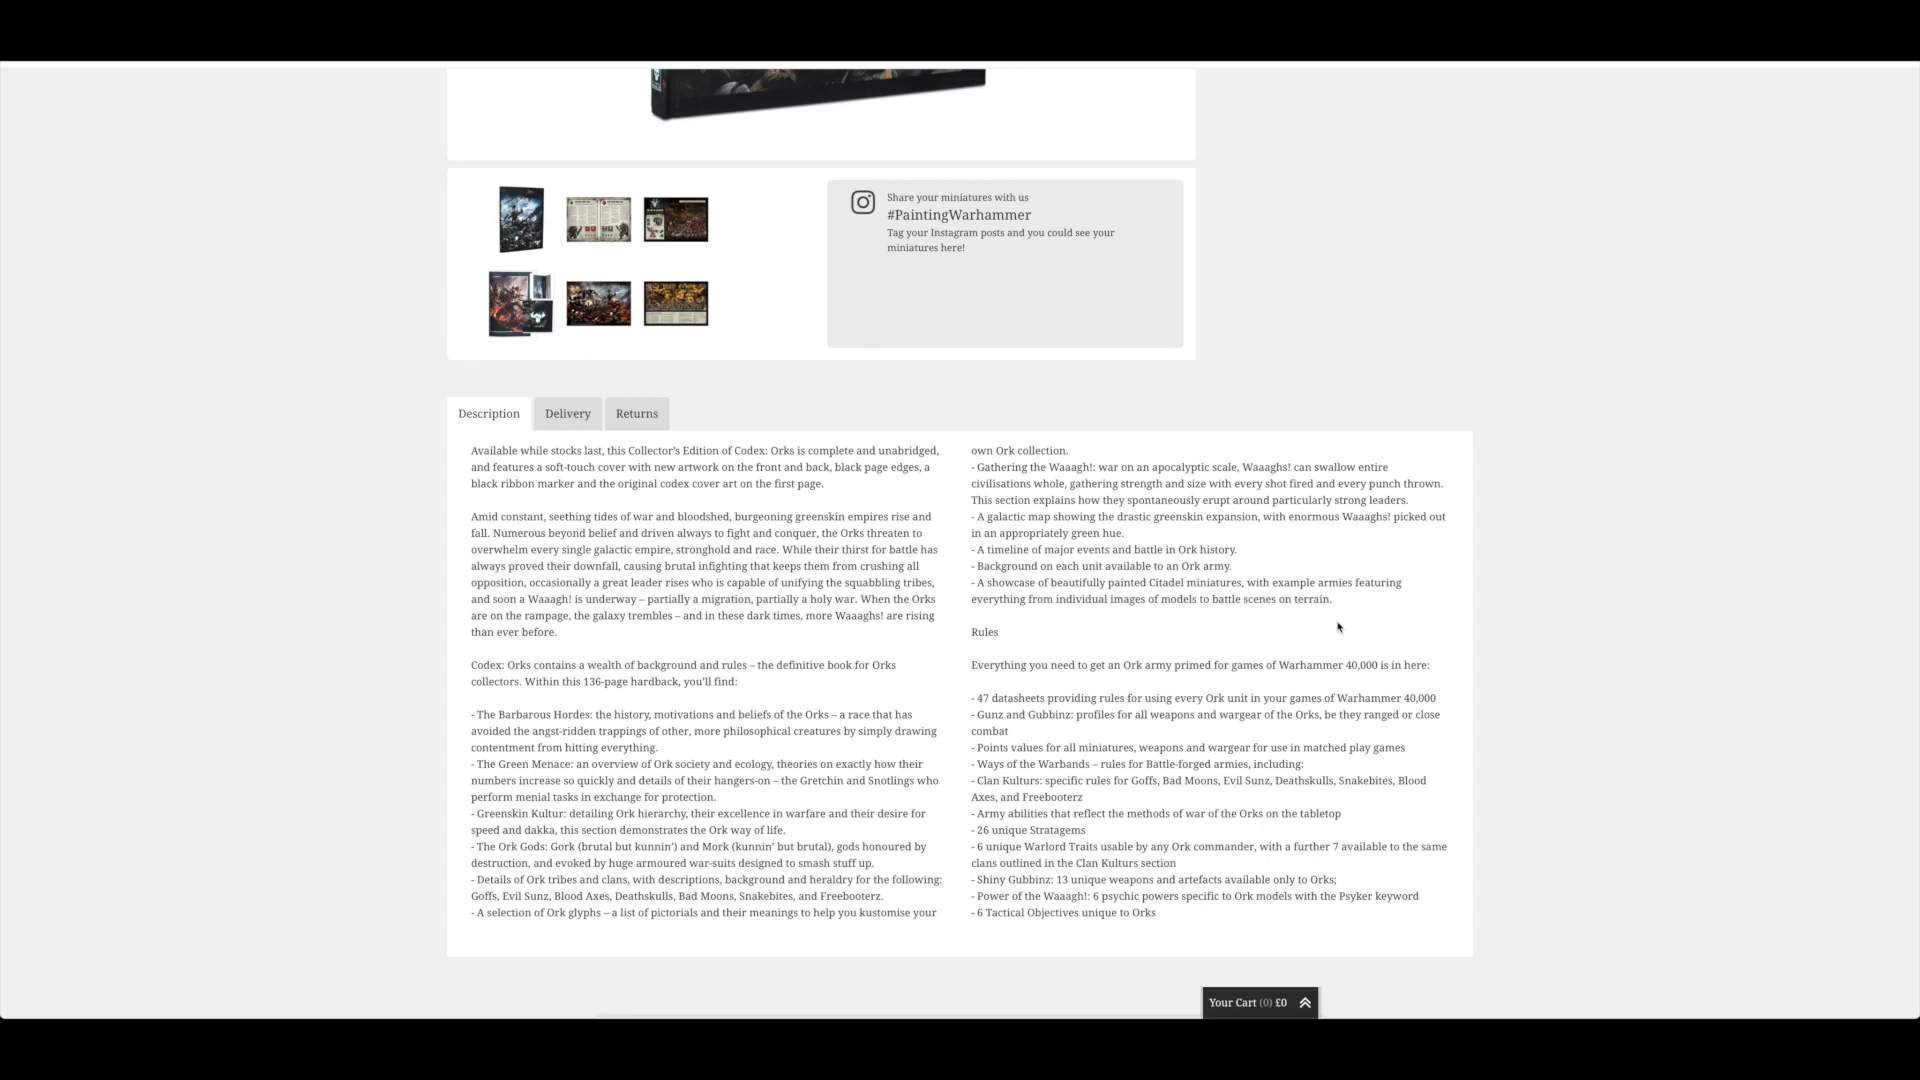 Share your miniatures with us
#PaintingWarhammer
Tag your Instagram posts and you could see your
miniatures here!
Description
Delivery
Returns
Available while stocks last, this Collector’s Edition of Codex: Orks is complete and unabridged,
and features a soft-touch cover with new artwork on the front and back, black page edges, a
black ribbon marker and the original codex cover art on the first page.
Amid constant, seething tides of war and bloodshed, burgeoning greenskin empires rise and
fall. Numerous beyond belief and driven always to fight and conquer, the Orks threaten to
overwhelm every single galactic empire, stronghold and race. While their thirst for battle has
always proved their downfall, causing brutal infighting that keeps them from crushing all
opposition, occasionally a great leader rises who is capable of unifying the squabbling tribes,
and soon a Waaagh! is underway – partially a migration, partially a holy war. When the Orks
are on the rampage, the galaxy trembles – and in these dark times, more Waaaghs! are rising
than ever before.
Codex: Orks contains a wealth of background and rules – the definitive book for Orks
collectors. Within this 136-page hardback, you’ll find:
- The Barbarous Hordes: the history, motivations and beliefs of the Orks – a race that has
avoided the angst-ridden trappings of other, more philosophical creatures by simply drawing
contentment from hitting everything.
- The Green Menace: an overview of Ork society and ecology, theories on exactly how their
numbers increase so quickly and details of their hangers-on – the Gretchin and Snotlings who
perform menial tasks in exchange for protection.
- Greenskin Kultur: detailing Ork hierarchy, their excellence in warfare and their desire for
speed and dakka, this section demonstrates the Ork way of life.
- The Ork Gods: Gork (brutal but kunnin’) and Mork (kunnin’ but brutal), gods honoured by
destruction, and evoked by huge armoured war-suits designed to smash stuff up.
- Details of Ork tribes and clans, with descriptions, background and heraldry for the following:
Goffs, Evil Sunz, Blood Axes, Deathskulls, Bad Moons, Snakebites, and Freebooterz.
- A selection of Ork glyphs – a list of pictorials and their meanings to help you kustomise your
own Ork collection.
- Gathering the Waaagh!: war on an apocalyptic scale, Waaaghs! can swallow entire
civilisations whole, gathering strength and size with every shot fired and every punch thrown.
This section explains how they spontaneously erupt around particularly strong leaders.
- A galactic map showing the drastic greenskin expansion, with enormous Waaaghs! picked out
in an appropriately green hue.
- A timeline of major events and battle in Ork history.
- Background on each unit available to an Ork army.
- A showcase of beautifully painted Citadel miniatures, with example armies featuring
everything from individual images of models to battle scenes on terrain.
Rules
Everything you need to get an Ork army primed for games of Warhammer 40,000 is in here:
- 47 datasheets providing rules for using every Ork unit in your games of Warhammer 40,000
- Gunz and Gubbinz: profiles for all weapons and wargear of the Orks, be they ranged or close
combat
- Points values for all miniatures, weapons and wargear for use in matched play games
- Ways of the Warbands – rules for Battle-forged armies, including:
- Clan Kulturs: specific rules for Goffs, Bad Moons, Evil Sunz, Deathskulls, Snakebites, Blood
Axes, and Freebooterz
- Army abilities that reflect the methods of war of the Orks on the tabletop
- 26 unique Stratagems
- 6 unique Warlord Traits usable by any Ork commander, with a further 7 available to the same
clans outlined in the Clan Kulturs section
- Shiny Gubbinz: 13 unique weapons and artefacts available only to Orks;
- Power of the Waaagh!: 6 psychic powers specific to Ork models with the Psyker keyword
- 6 Tactical Objectives unique to Orks
Your Cart (0) £0